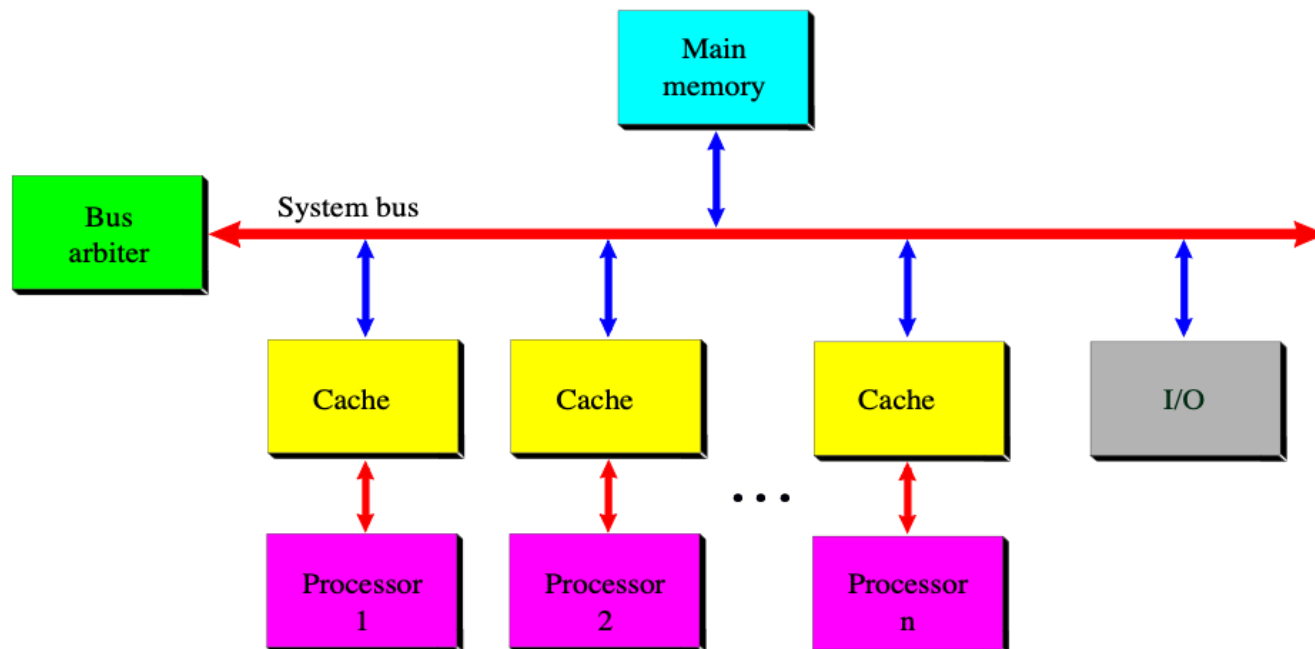 Main
memory
Bus
arbiter
System bus
Cache
Cache
Cache
I/O
...
Processor
1
Processor
2
Processor
n